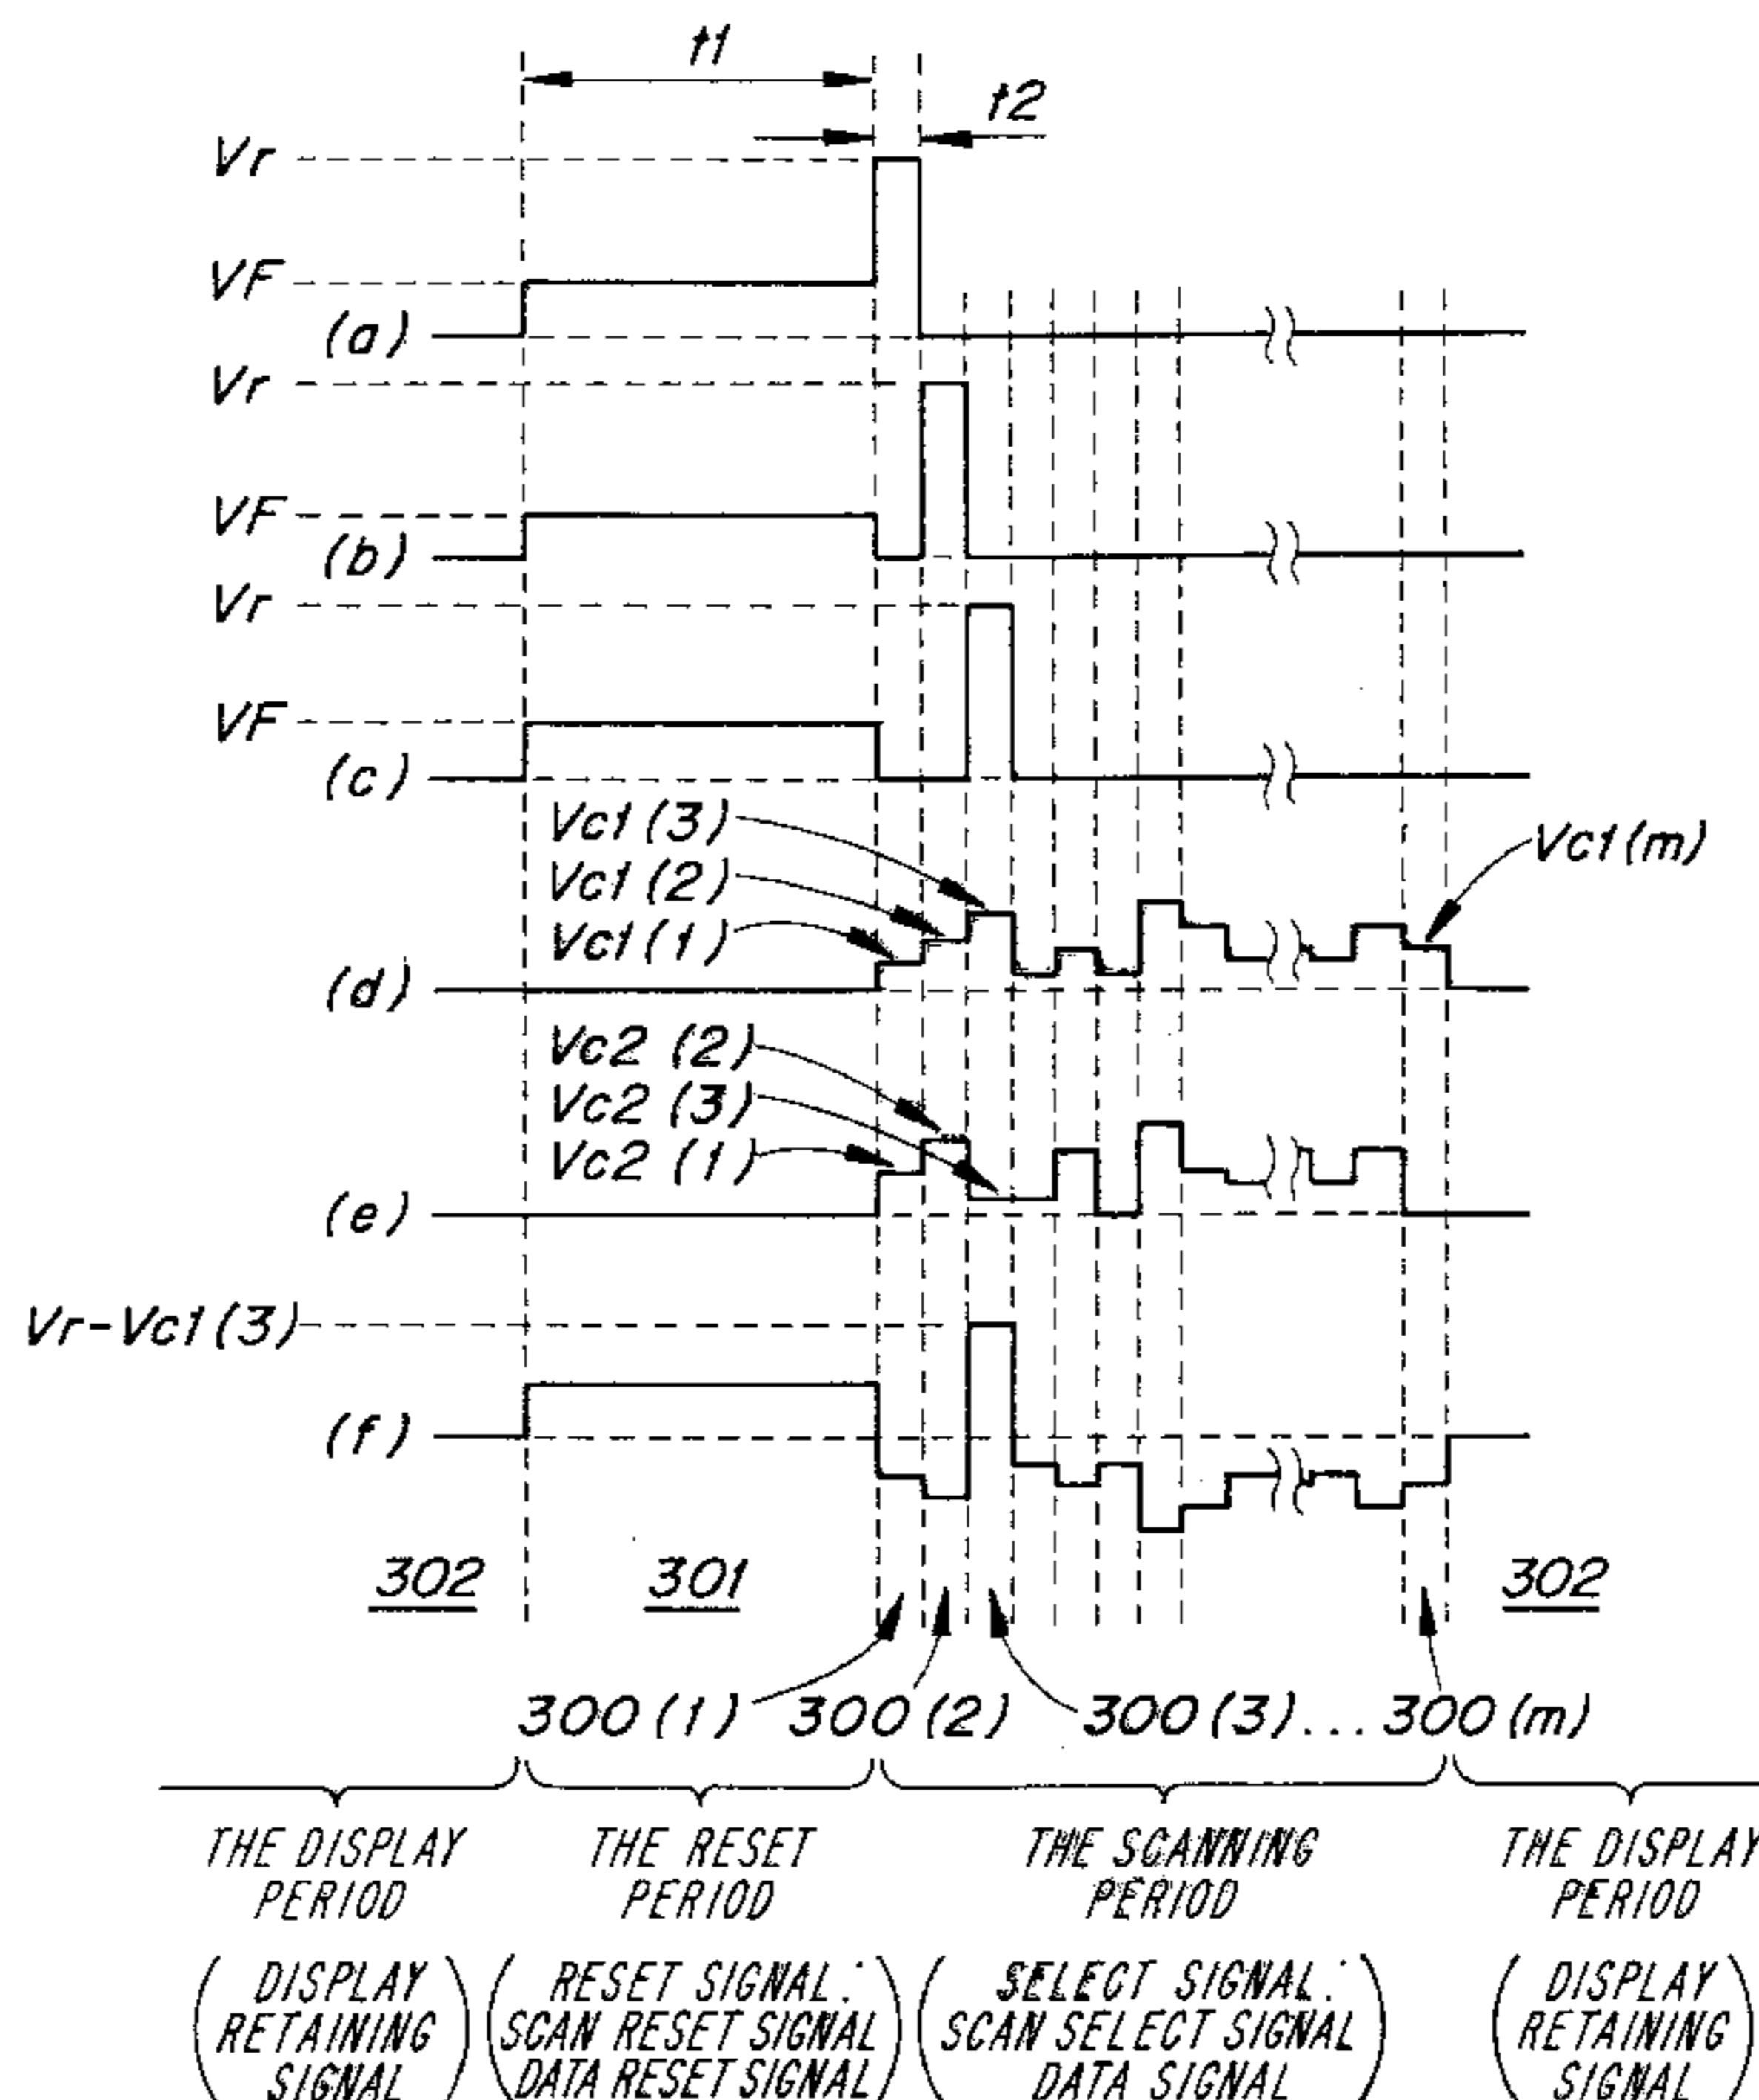 t1
t2
Vr
VF
(a)
Vr
VF
(b)
Vr
VF
(c)
Vc1 (3)
Vc1 (2)
Vc1 (1)
Vc1 (m)
(d)
Vc2 (2)
Vc2 (3)
Vc2 (1)
(e)
Vr-Vc1 (3)
(f)
302 301 302
300 (1) 300 (2) 300 (3)...300 (m)
THE DISPLAY PERIOD
THE RESET PERIOD
THE SCANNING PERIOD
THE DISPLAY PERIOD
(DISPLAY RETAINING SIGNAL)
(RESET SIGNAL: SCAN RESET SIGNAL DATA RESET SIGNAL)
(SELECT SIGNAL: SCAN SELECT SIGNAL DATA SIGNAL)
(DISPLAY RETAINING SIGNAL)